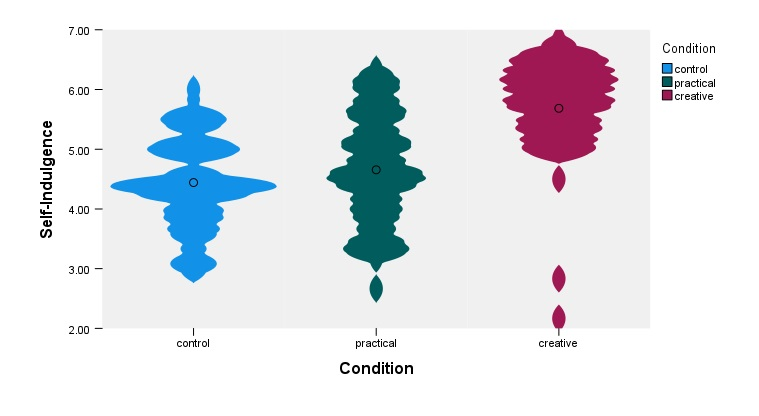 7.00
6.00
5.00
4.00
3.00
2.00
Self-Indulgence
control
practical
creative
Condition
Condition
control
practical
creative